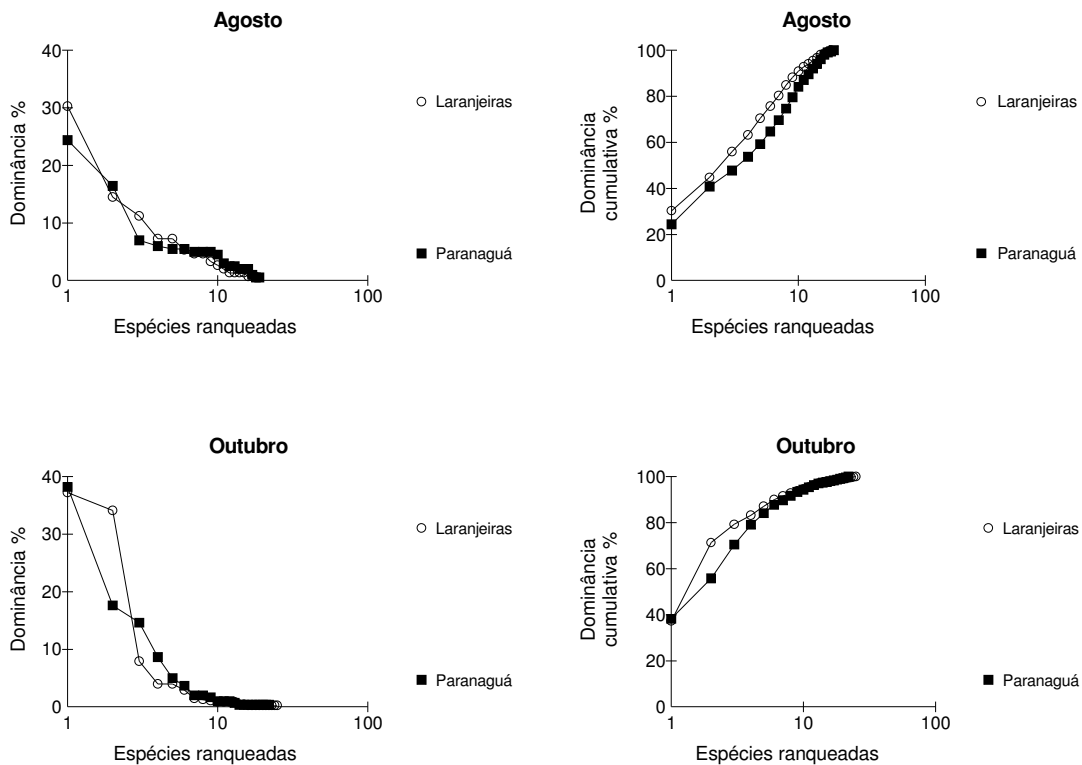 Agosto
40
30
20
10
0
Dominância %
1
10
100
Espécies ranqueadas
Laranjeiras
Paranaguá
Agosto
100
80
60
40
20
0
Dominância
cumulativa %
1
10
100
Espécies ranqueadas
Laranjeiras
Paranaguá
Outubro
40
30
20
10
0
Dominância %
1
10
100
Espécies ranqueadas
Laranjeiras
Paranaguá
Outubro
100
80
60
40
20
0
Dominância
cumulativa %
1
10
100
Espécies ranqueadas
Laranjeiras
Paranaguá